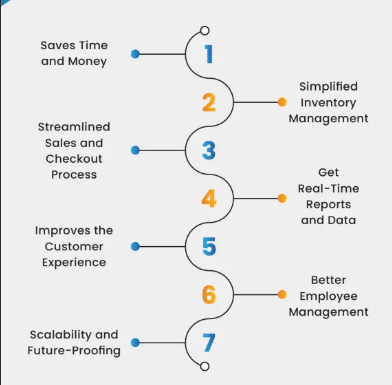 1
Saves Time
and Money
2
Simplified
Inventory
Management
3
Streamlined
Sales and
Checkout
Process
4
Get
Real-Time
Reports
and Data
5
Improves the
Customer
Experience
6
Better
Employee
Management
7
Scalability and
Future-Proofing